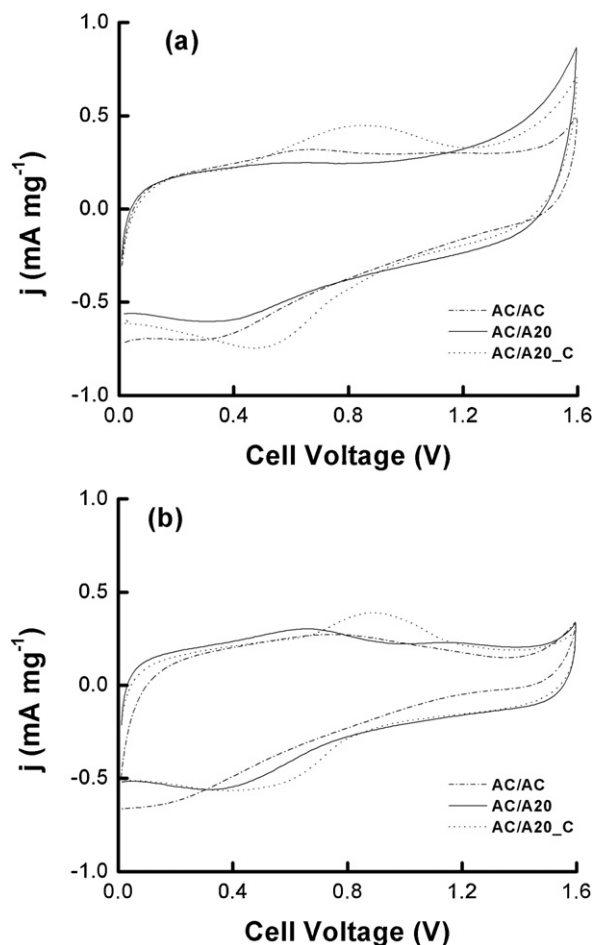 (a)
1.0
0.5
0.0
-0.5
-1.0
j (mA mg⁻¹)
AC/AC
AC/A20
AC/A20_C
0.0 0.4 0.8 1.2 1.6
Cell Voltage (V)
(b)
1.0
0.5
0.0
-0.5
-1.0
j (mA mg⁻¹)
AC/AC
AC/A20
AC/A20_C
0.0 0.4 0.8 1.2 1.6
Cell Voltage (V)